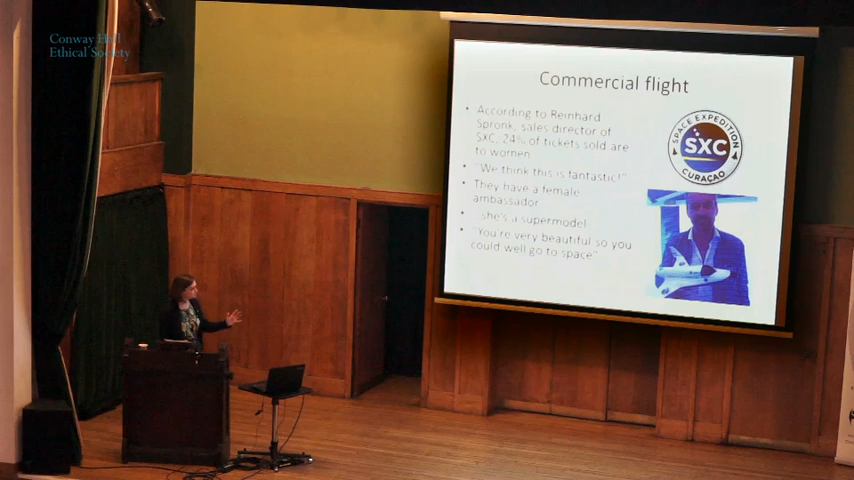 Conway Hall
Ethical Society
Commercial flight
According to Reinhard
Spronk, sales director of
SXC, 24% of tickets sold are
to women
"We think this is fantastic!"
They have a female
ambassador
...she's a supermodel
"You're very beautiful so you
could well go to space"
SPACE EXPEDITION
SXC
CURAÇAO